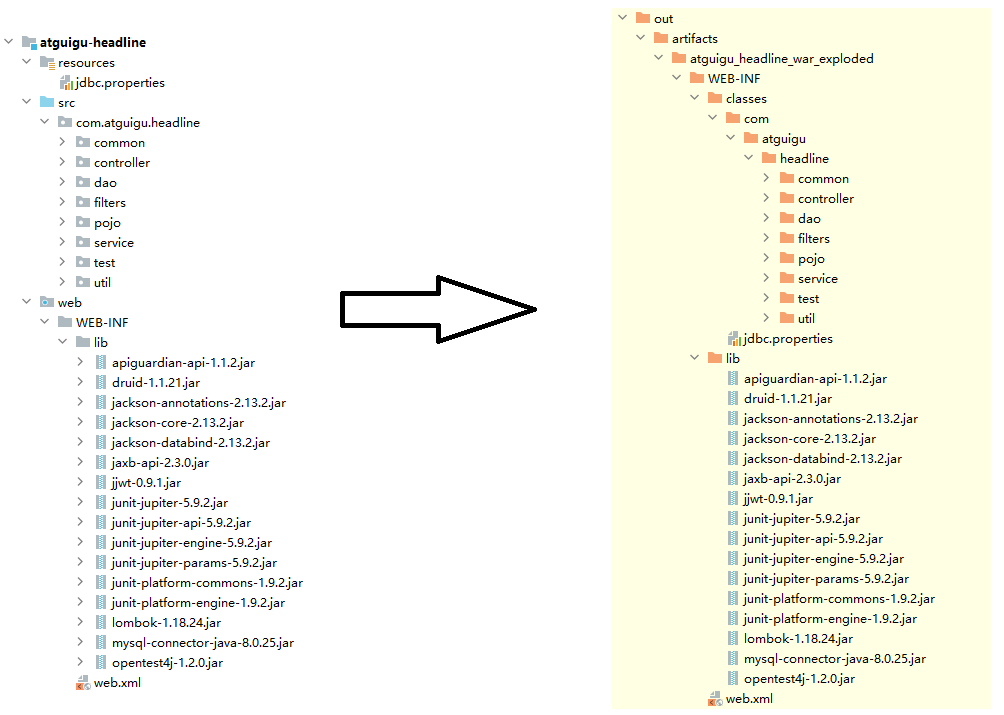 atguigu-headline
resources
jdbc.properties
src
com.atguigu.headline
common
controller
dao
filters
pojo
service
test
util
web
WEB-INF
lib
apiguardian-api-1.1.2.jar
druid-1.1.21.jar
jackson-annotations-2.13.2.jar
jackson-core-2.13.2.jar
jackson-databind-2.13.2.jar
jaxb-api-2.3.0.jar
jjwt-0.9.1.jar
junit-jupiter-5.9.2.jar
junit-jupiter-api-5.9.2.jar
junit-jupiter-engine-5.9.2.jar
junit-jupiter-params-5.9.2.jar
junit-platform-commons-1.9.2.jar
junit-platform-engine-1.9.2.jar
lombok-1.18.24.jar
mysql-connector-java-8.0.25.jar
opentest4j-1.2.0.jar
web.xml
out
artifacts
atguigu_headline_war_exploded
WEB-INF
classes
com
atguigu
headline
common
controller
dao
filters
pojo
service
test
util
jdbc.properties
lib
apiguardian-api-1.1.2.jar
druid-1.1.21.jar
jackson-annotations-2.13.2.jar
jackson-core-2.13.2.jar
jackson-databind-2.13.2.jar
jaxb-api-2.3.0.jar
jjwt-0.9.1.jar
junit-jupiter-5.9.2.jar
junit-jupiter-api-5.9.2.jar
junit-jupiter-engine-5.9.2.jar
junit-jupiter-params-5.9.2.jar
junit-platform-commons-1.9.2.jar
junit-platform-engine-1.9.2.jar
lombok-1.18.24.jar
mysql-connector-java-8.0.25.jar
opentest4j-1.2.0.jar
web.xml